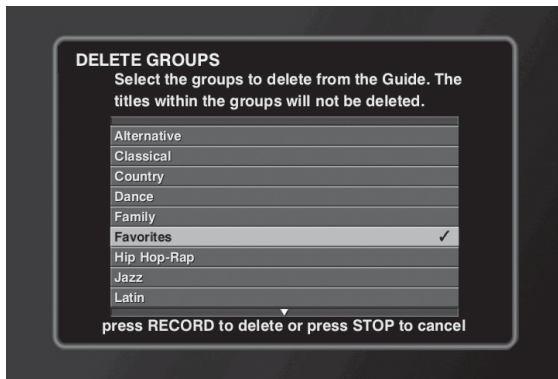 DELETE GROUPS
Select the groups to delete from the Guide. The
titles within the groups will not be deleted.
Alternative
Classical
Country
Dance
Family
Favorites ✓
Hip Hop-Rap
Jazz
Latin
press RECORD to delete or press STOP to cancel